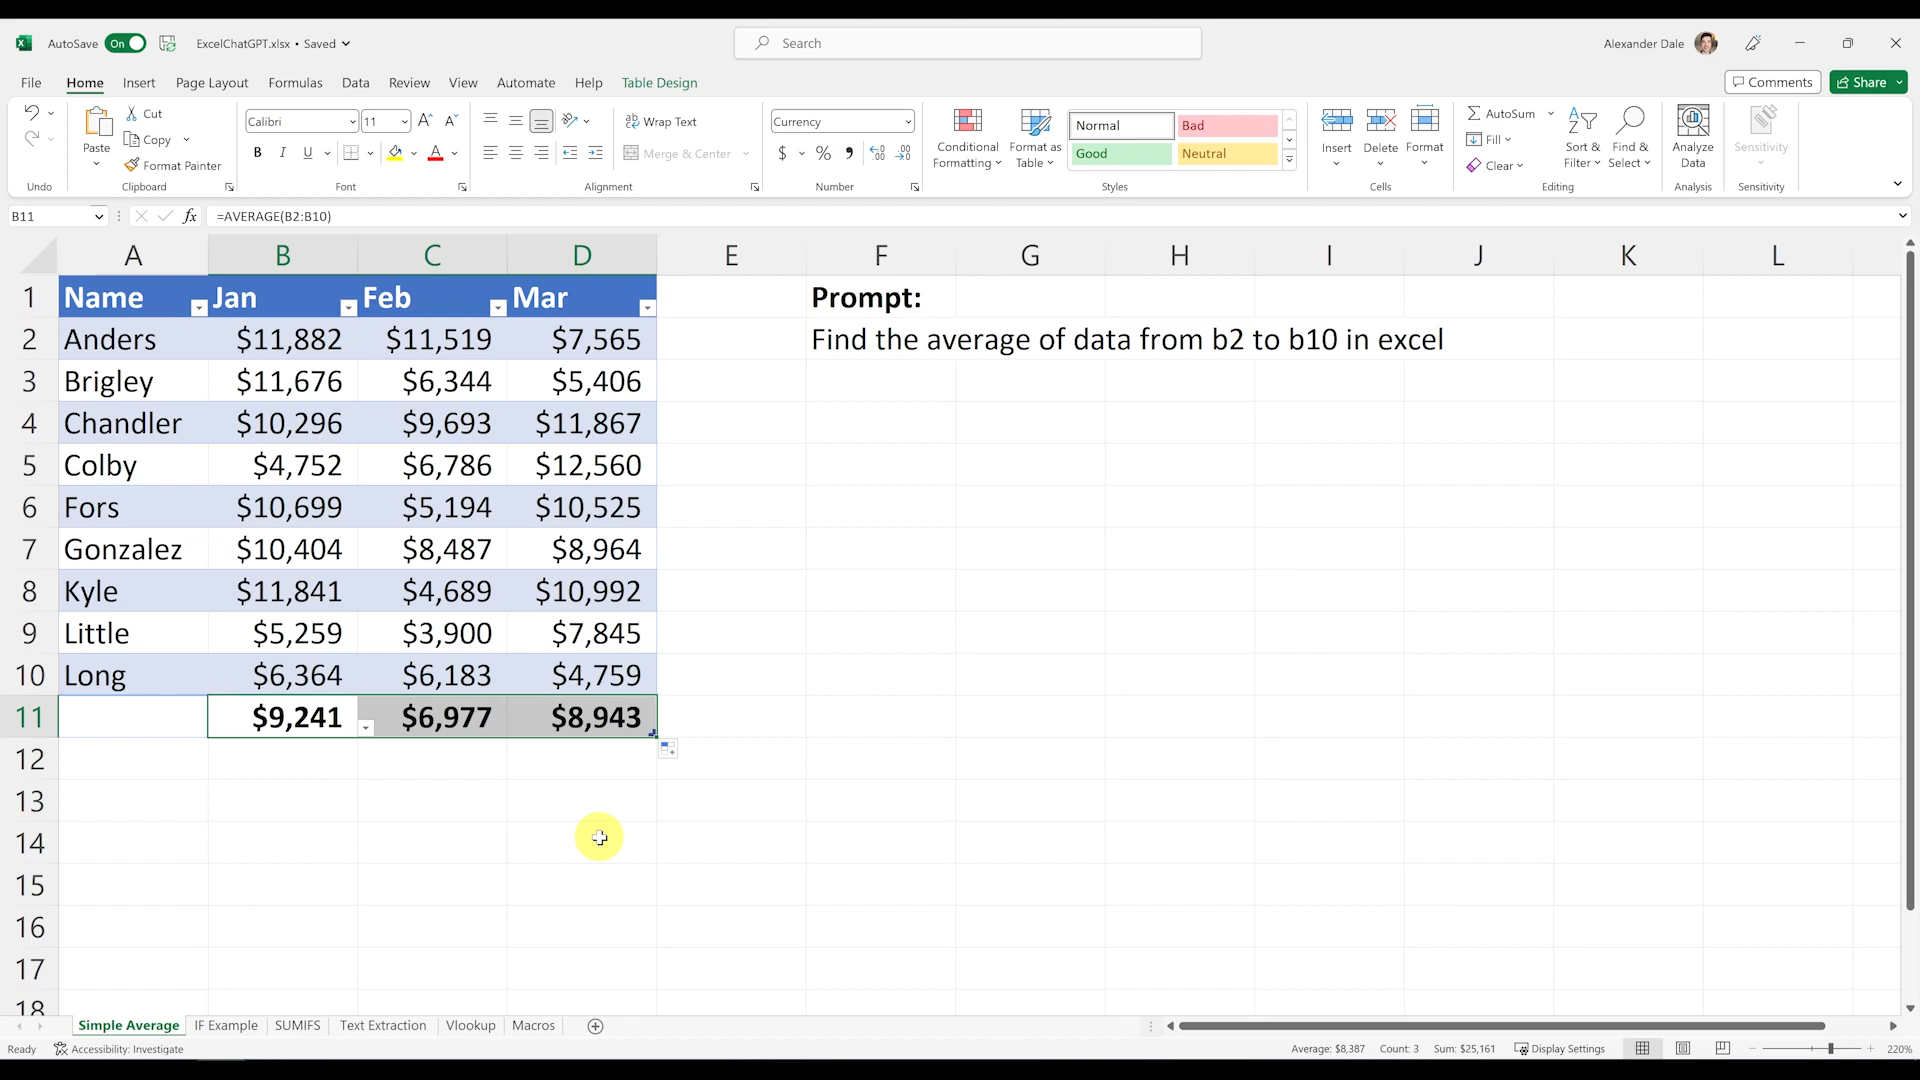 AutoSave On ExcelChatGPT.xlsx • Saved Search Alexander Dale
File Home Insert Page Layout Formulas Data Review View Automate Help Table Design Comments Share
Cut
Copy
Format Painter
Paste
Undo Clipboard
Calibri 11
B I U A
Font
Wrap Text
Merge & Center
Alignment
Currency
$ % 9
Number
Conditional Formatting
Format as Table
Normal Bad
Good Neutral
Styles
Insert Delete Format
Cells
AutoSum
Fill
Clear
Sort & Filter
Find & Select
Editing
Analyze Data
Analysis
Sensitivity
Sensitivity
B11 fx =AVERAGE(B2:B10)
A B C D E F G H I J K L
1 Name Jan Feb Mar Prompt:
2 Anders $11,882 $11,519 $7,565 Find the average of data from b2 to b10 in excel
3 Brigley $11,676 $6,344 $5,406
4 Chandler $10,296 $9,693 $11,867
5 Colby $4,752 $6,786 $12,560
6 Fors $10,699 $5,194 $10,525
7 Gonzalez $10,404 $8,487 $8,964
8 Kyle $11,841 $4,689 $10,992
9 Little $5,259 $3,900 $7,845
10 Long $6,364 $6,183 $4,759
11 $9,241 $6,977 $8,943
12
13
14
15
16
17
18
Simple Average IF Example SUMIFS Text Extraction Vlookup Macros
Ready Accessibility: Investigate Average: $8,387 Count: 3 Sum: $25,161 Display Settings 220%